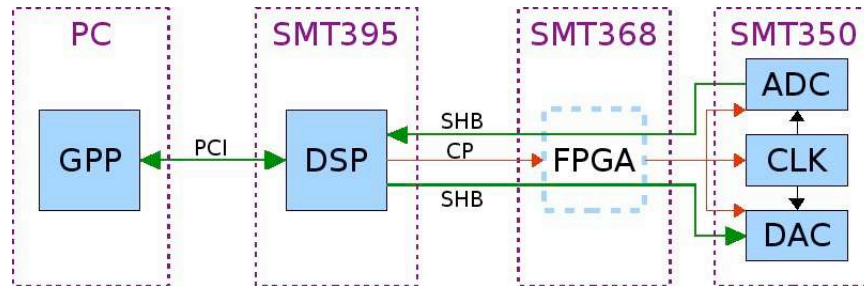 PC
SMT395
SMT368
SMT350
GPP
PCI
DSP
SHB
CP
SHB
FPGA
ADC
CLK
DAC